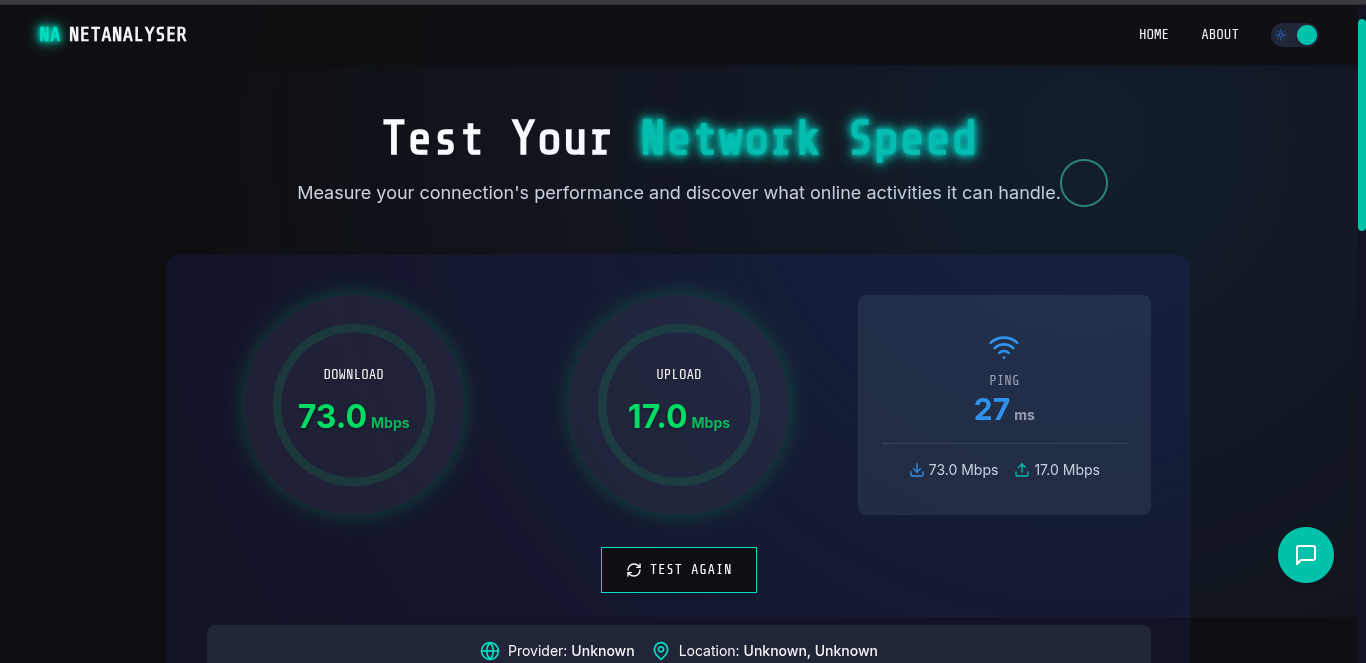 NA NETANALYSER
HOME
ABOUT
Test Your Network Speed
Measure your connection's performance and discover what online activities it can handle.
DOWNLOAD
73.0 Mbps
UPLOAD
17.0 Mbps
PING
27 ms
73.0 Mbps
17.0 Mbps
TEST AGAIN
Provider: Unknown
Location: Unknown, Unknown